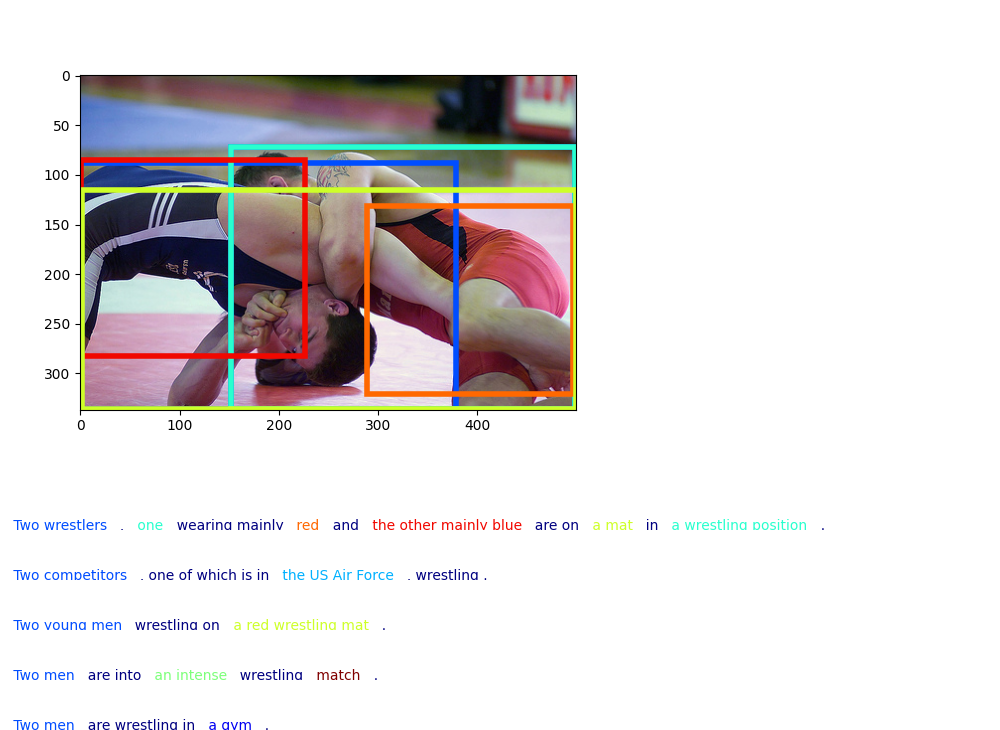 0
50
100
150
200
250
300
0 100 200 300 400
Two wrestlers , one wearing mainly red and the other mainly blue are on a mat in a wrestling position .
Two competitors , one of which is in the US Air Force , wrestling .
Two young men wrestling on a red wrestling mat .
Two men are into an intense wrestling match .
Two men are wrestling in a gym .